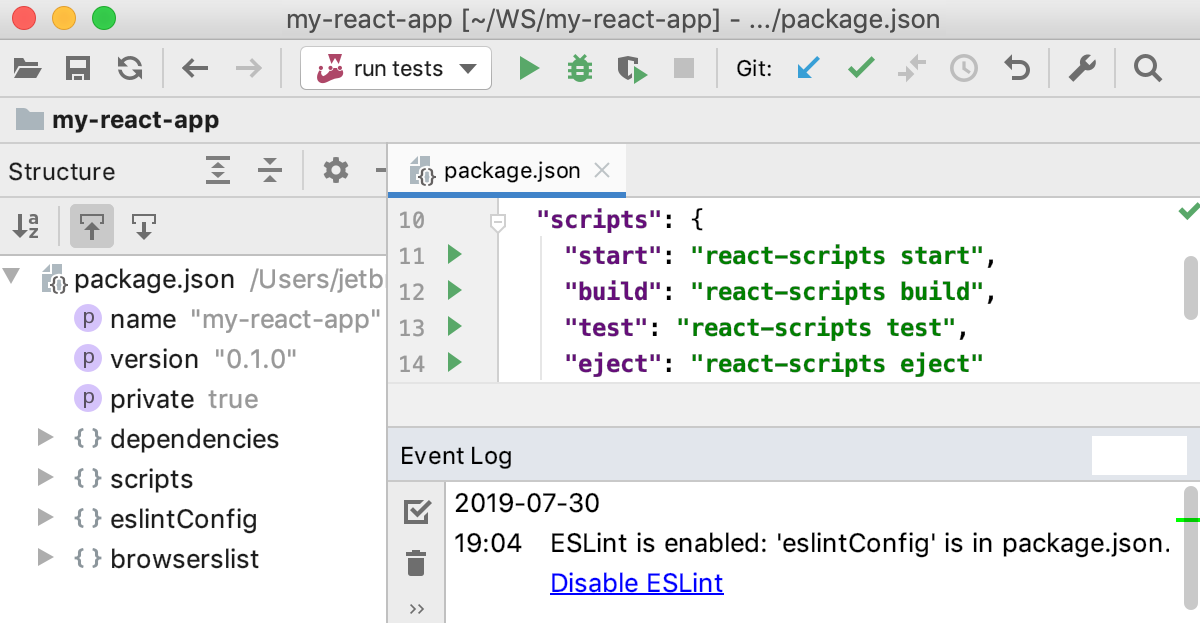 my-react-app [~/WS/my-react-app] - .../package.json
run tests
Git:
my-react-app
Structure
package.json
a
z
package.json /Users/jetb
p name "my-react-app"
p version "0.1.0"
p private true
{} dependencies
{} scripts
{} eslintConfig
{} browserslist
10 "scripts": {
11 "start": "react-scripts start",
12 "build": "react-scripts build",
13 "test": "react-scripts test",
14 "eject": "react-scripts eject"
Event Log
2019-07-30
19:04 ESLint is enabled: 'eslintConfig' is in package.json.
Disable ESLint